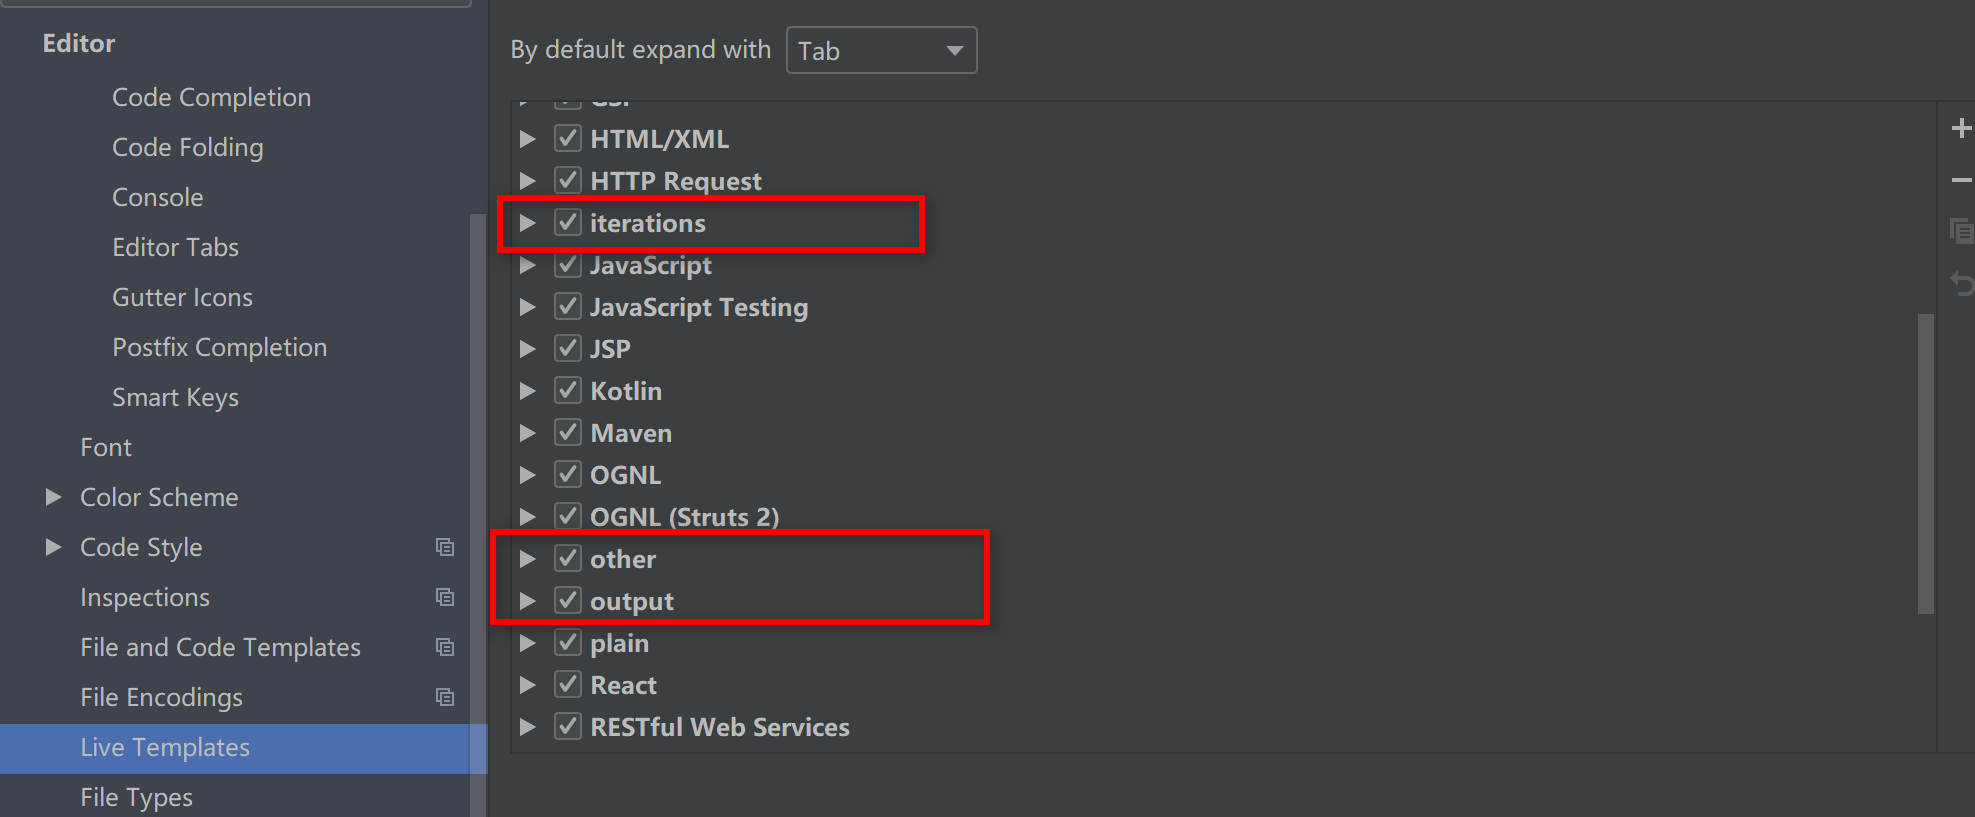 Editor
Code Completion
Code Folding
Console
Editor Tabs
Gutter Icons
Postfix Completion
Smart Keys
Font
Color Scheme
Code Style
Inspections
File and Code Templates
File Encodings
Live Templates
File Types
By default expand with Tab
HTML/XML
HTTP Request
iterations
JavaScript
JavaScript Testing
JSP
Kotlin
Maven
OGNL
OGNL (Struts 2)
other
output
plain
React
RESTful Web Services